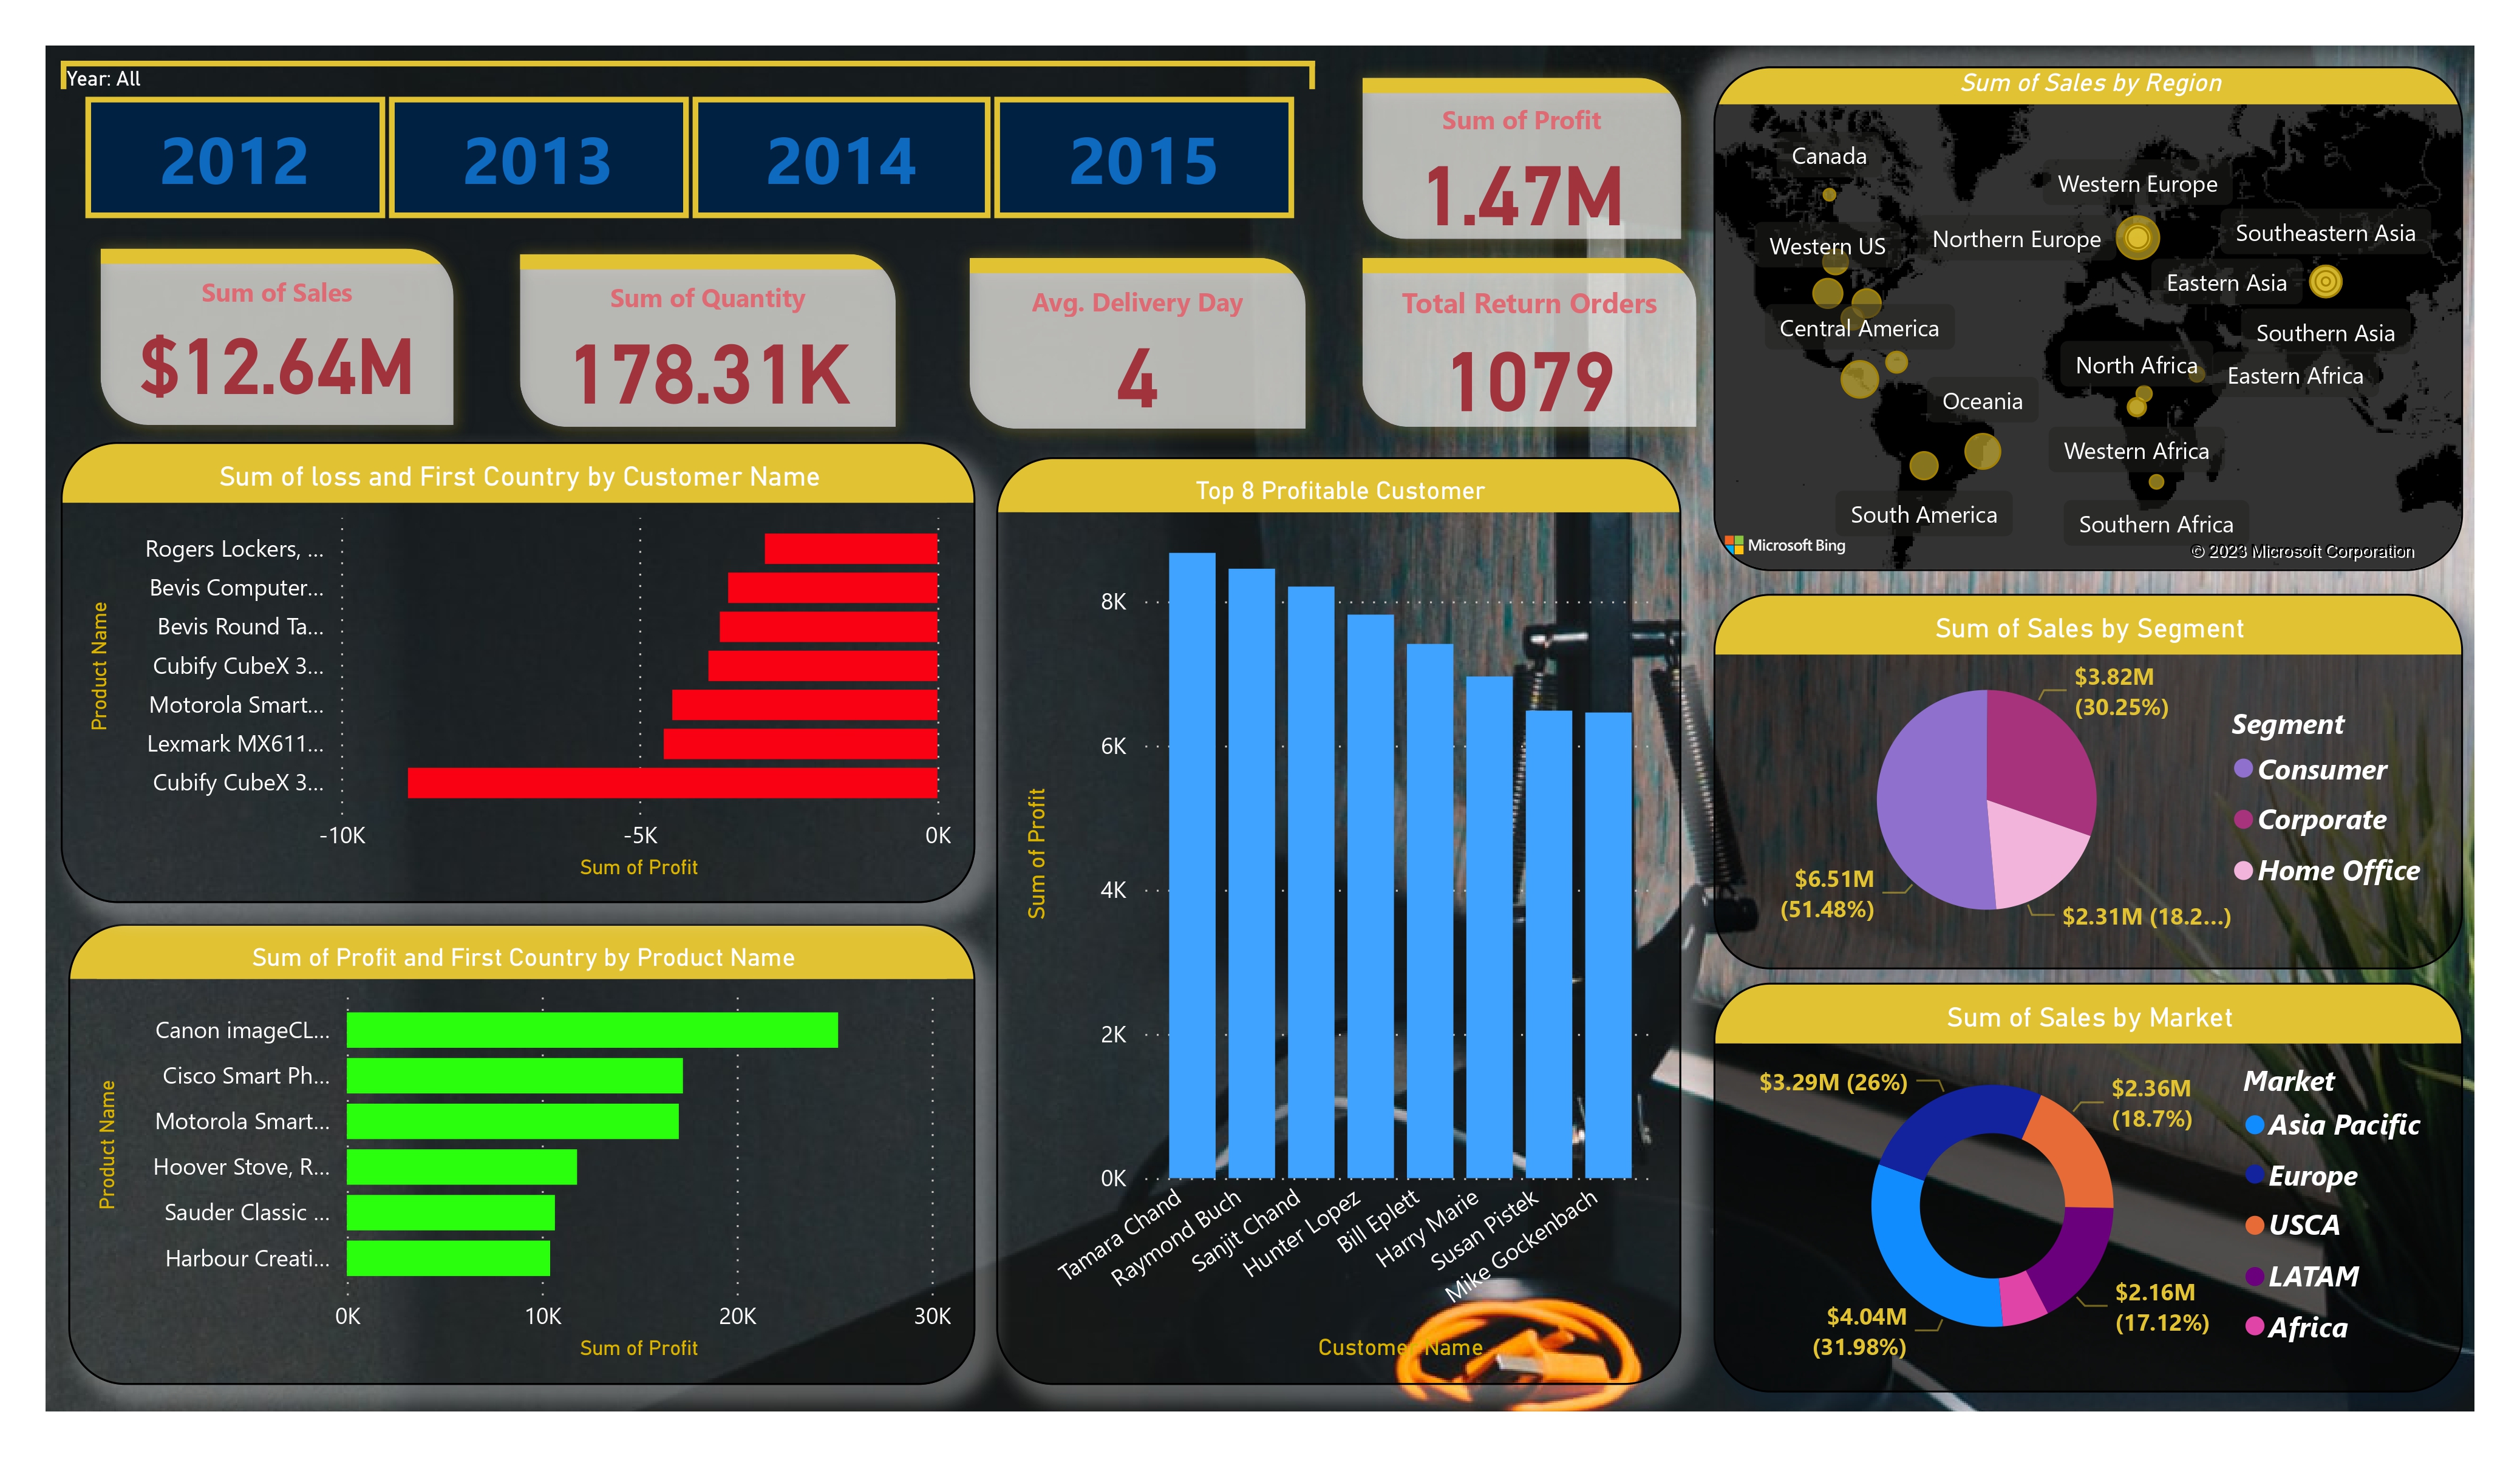 Year: All
2012
2013
2014
2015
Sum of Profit
1.47M
Sum of Sales
$12.64M
Sum of Quantity
178.31K
Avg. Delivery Day
4
Total Return Orders
1079
Sum of loss and First Country by Customer Name
Product Name
Rogers Lockers, ...
Bevis Computer...
Bevis Round Ta...
Cubify CubeX 3...
Motorola Smart...
Lexmark MX611...
Cubify CubeX 3...
-10K
-5K
0K
Sum of Profit
Sum of Profit and First Country by Product Name
Product Name
Canon imageCL...
Cisco Smart Ph...
Motorola Smart...
Hoover Stove, R...
Sauder Classic ...
Harbour Creati...
0K
10K
20K
30K
Sum of Profit
Top 8 Profitable Customer
Sum of Profit
8K
6K
4K
2K
0K
Tamara Chand
Raymond Buch
Sanjit Chand
Hunter Lopez
Bill Eplett
Harry Marie
Susan Pistek
Mike Gockenbach
Customer Name
Sum of Sales by Region
Canada
Western Europe
Western US
Northern Europe
Southeastern Asia
Eastern Asia
Central America
Southern Asia
North Africa
Eastern Africa
Oceania
Western Africa
South America
Southern Africa
Microsoft Bing
© 2023 Microsoft Corporation
Sum of Sales by Segment
$3.82M
(30.25%)
$6.51M
(51.48%)
$2.31M (18.2...)
Segment
Consumer
Corporate
Home Office
Sum of Sales by Market
$3.29M (26%)
$2.36M
(18.7%)
$2.16M
(17.12%)
$4.04M
(31.98%)
Market
Asia Pacific
Europe
USCA
LATAM
Africa